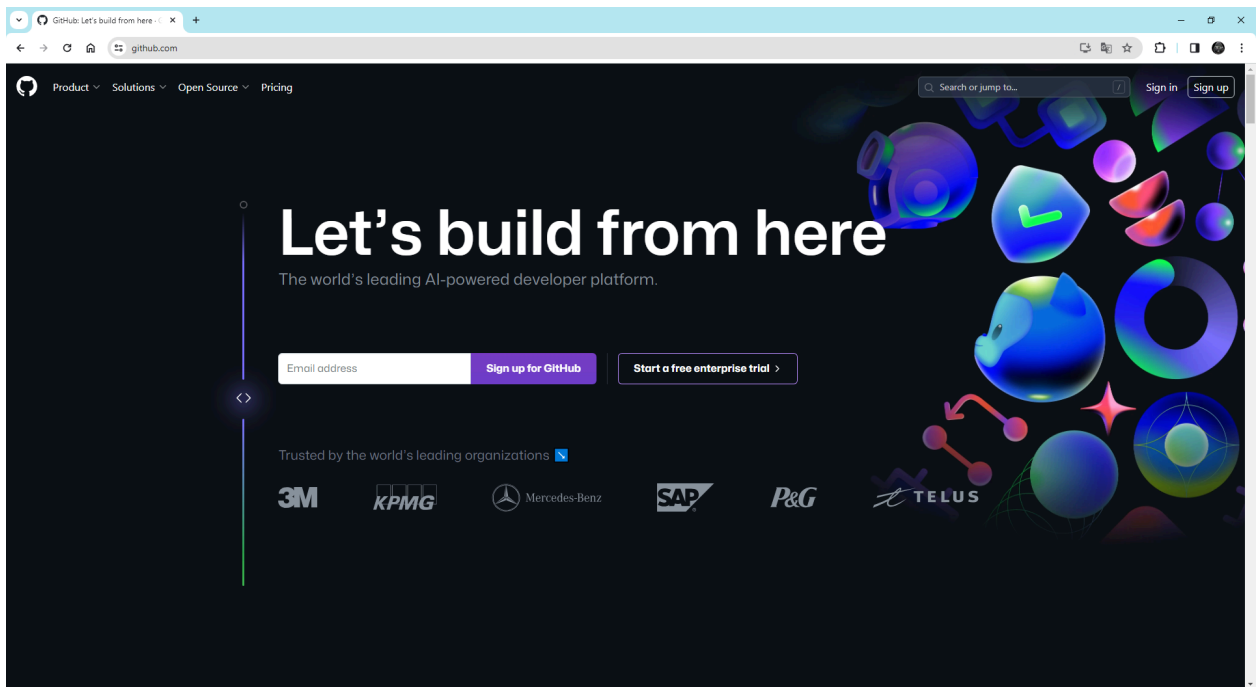 GitHub: Let's build from here ·
github.com
Product Solutions Open Source Pricing
Search or jump to... /
Sign in Sign up
Let's build from here
The world's leading AI-powered developer platform.
Email address Sign up for GitHub Start a free enterprise trial >
Trusted by the world's leading organizations ↘
3M KPMG Mercedes-Benz SAP P&G TELUS